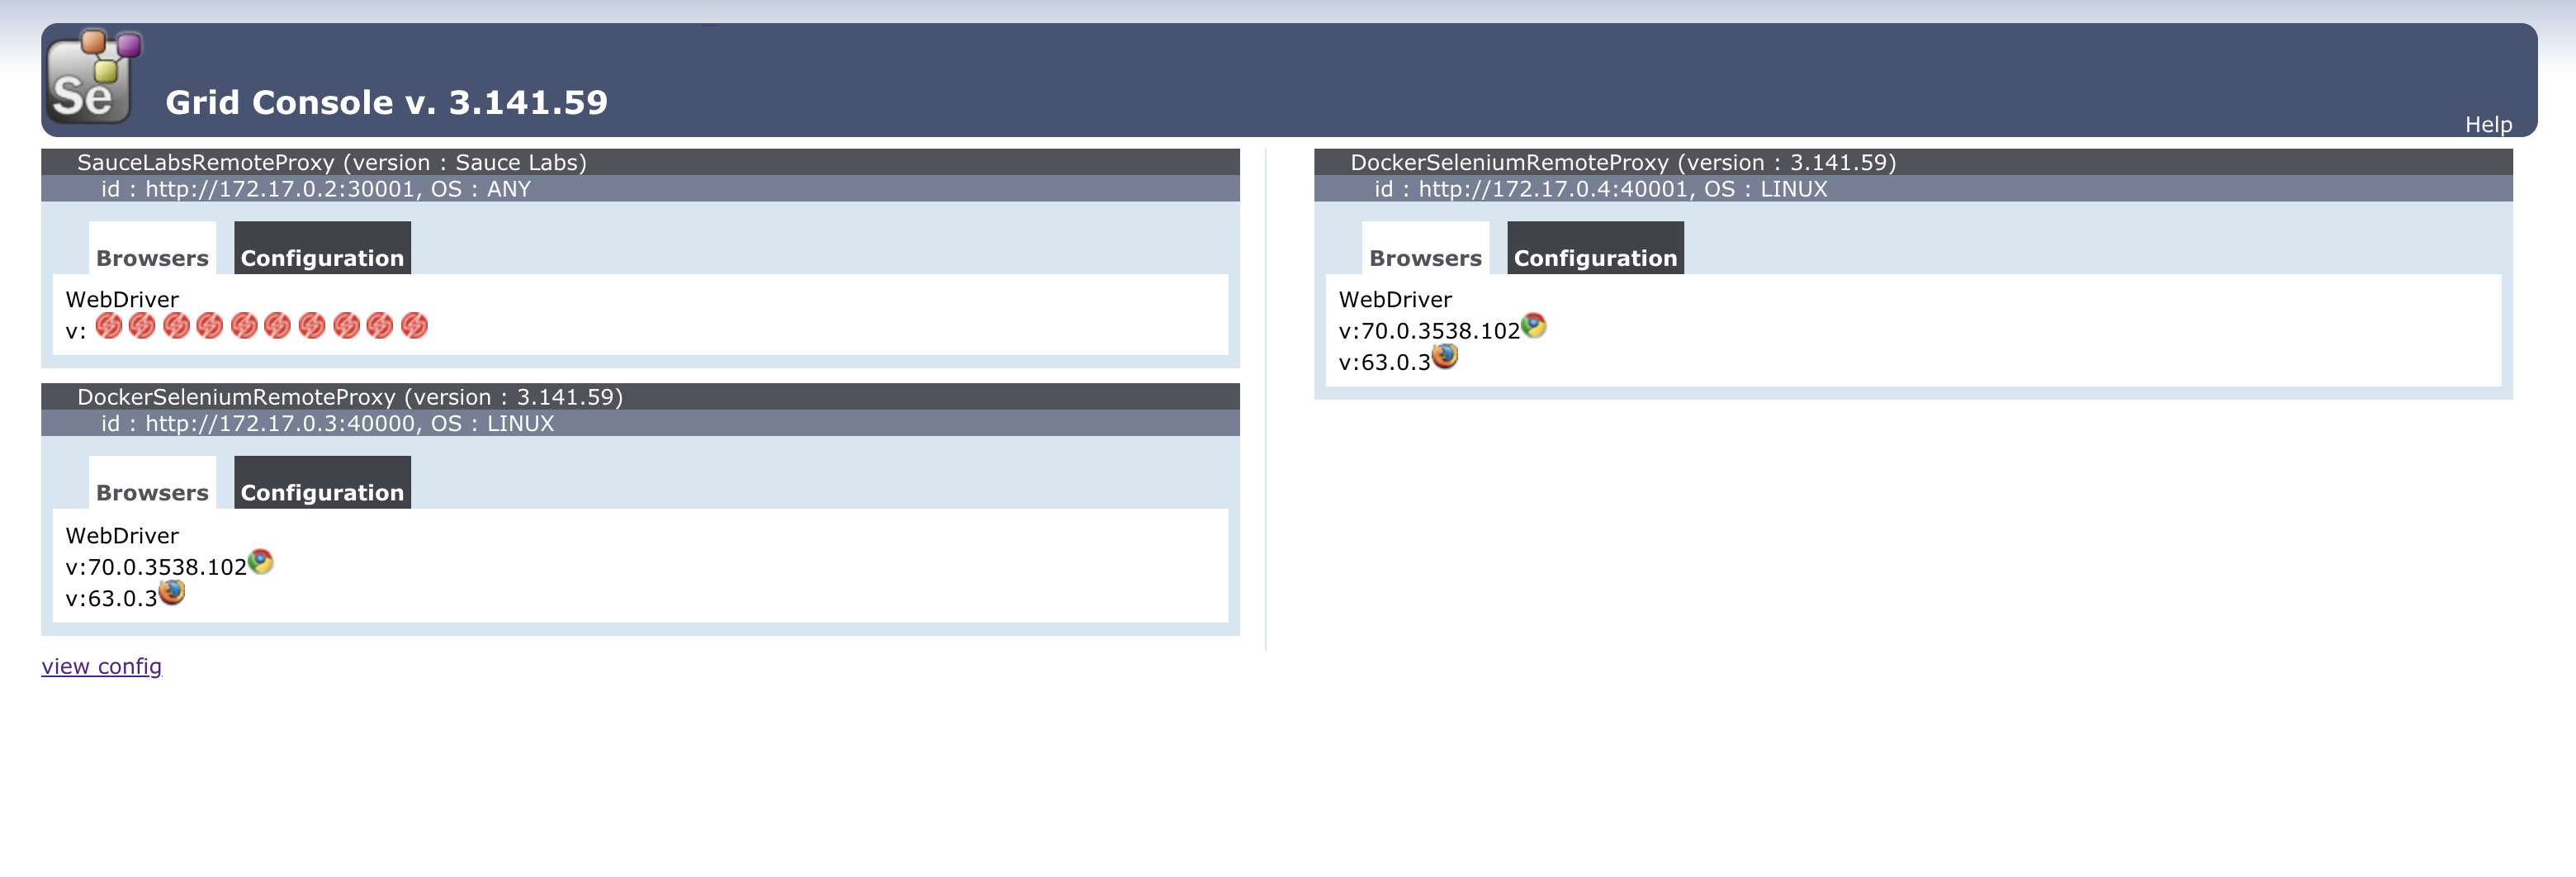 Se
Grid Console v. 3.141.59
Help
SauceLabsRemoteProxy (version : Sauce Labs)
id : http://172.17.0.2:30001, OS : ANY
Browsers Configuration
WebDriver
v:
DockerSeleniumRemoteProxy (version : 3.141.59)
id : http://172.17.0.3:40000, OS : LINUX
Browsers Configuration
WebDriver
v:70.0.3538.102
v:63.0.3
view config
DockerSeleniumRemoteProxy (version : 3.141.59)
id : http://172.17.0.4:40001, OS : LINUX
Browsers Configuration
WebDriver
v:70.0.3538.102
v:63.0.3